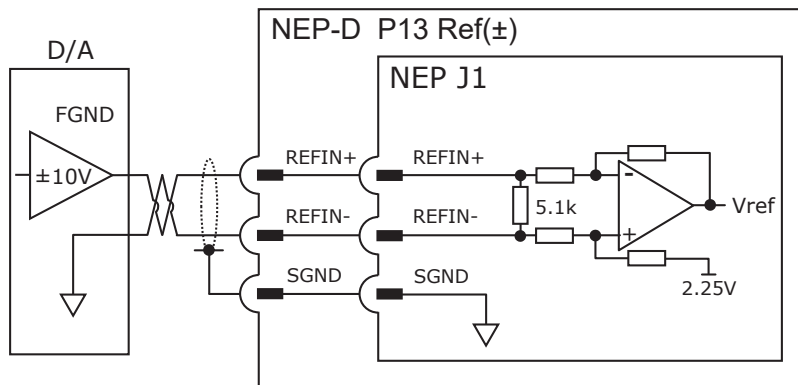 NEP-D P13 Ref(±)
D/A
NEP J1
FGND
±10V
REFIN+
REFIN+
-
REFIN-
REFIN-
5.1k
+
Vref
SGND
SGND
2.25V